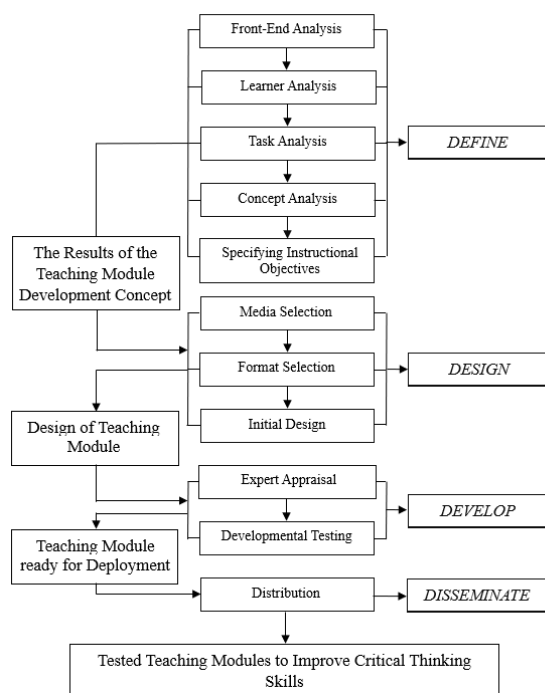 Front-End Analysis
Learner Analysis
Task Analysis
DEFINE
Concept Analysis
The Results of the
Teaching Module
Development Concept
Specifying Instructional
Objectives
Media Selection
Format Selection
DESIGN
Initial Design
Design of Teaching
Module
Expert Appraisal
DEVELOP
Developmental Testing
Teaching Module
ready for Deployment
Distribution
DISSEMINATE
Tested Teaching Modules to Improve Critical Thinking
Skills